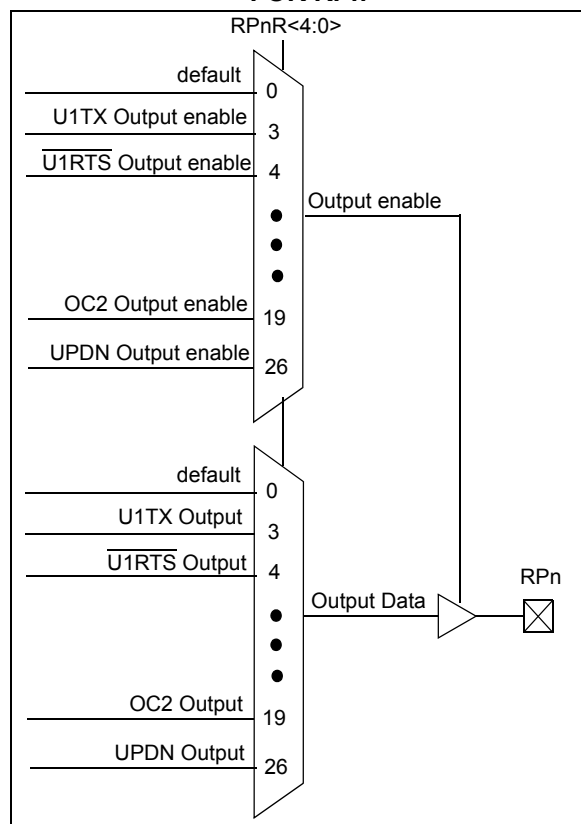 RPnR<4:0>
default
0
U1TX Output enable
3
U1RTS Output enable
4
Output enable
OC2 Output enable
19
UPDN Output enable
26
default
0
U1TX Output
3
U1RTS Output
4
Output Data
RPn
OC2 Output
19
UPDN Output
26